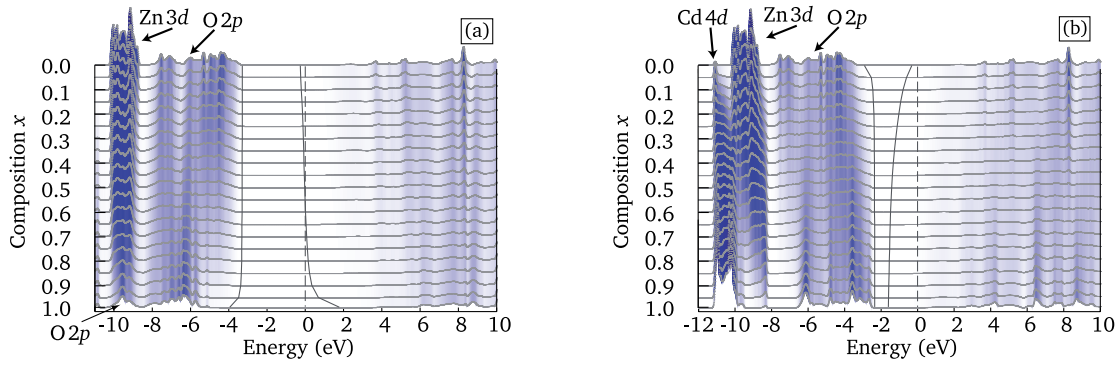 Zn 3d
O 2p
(a)
Composition x
0.0
0.1
0.2
0.3
0.4
0.5
0.6
0.7
0.8
0.9
1.0
O 2p
-10 -8 -6 -4 -2 0 2 4 6 8 10
Energy (eV)
Cd 4d
Zn 3d
O 2p
(b)
Composition x
0.0
0.1
0.2
0.3
0.4
0.5
0.6
0.7
0.8
0.9
1.0
-12 -10 -8 -6 -4 -2 0 2 4 6 8 10
Energy (eV)